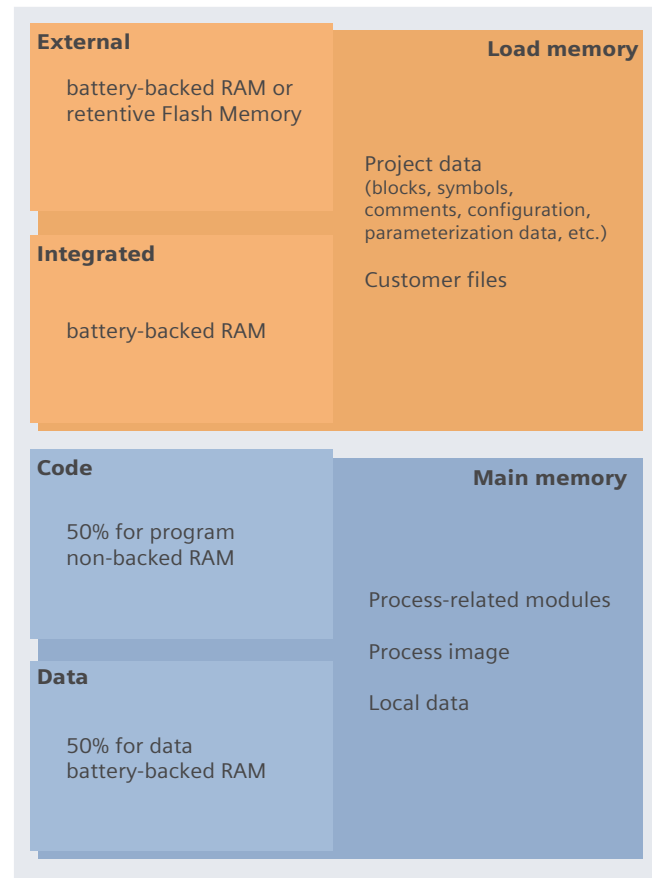 External
battery-backed RAM or
retentive Flash Memory
Load memory
Project data
(blocks, symbols,
comments, configuration,
parameterization data, etc.)
Customer files
Integrated
battery-backed RAM
Code
50% for program
non-backed RAM
Main memory
Process-related modules
Process image
Local data
Data
50% for data
battery-backed RAM